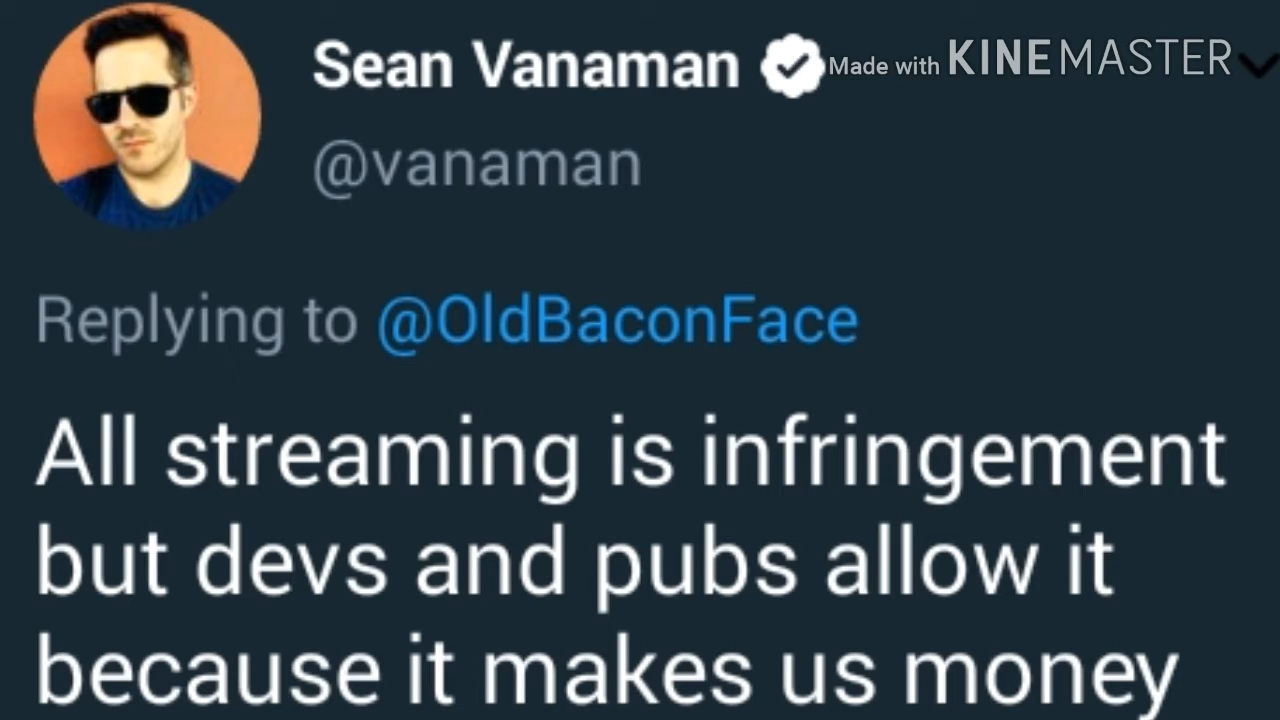 Sean Vanaman Made with KINEMASTER
@vanaman
Replying to @OldBaconFace
All streaming is infringement
but devs and pubs allow it
because it makes us money